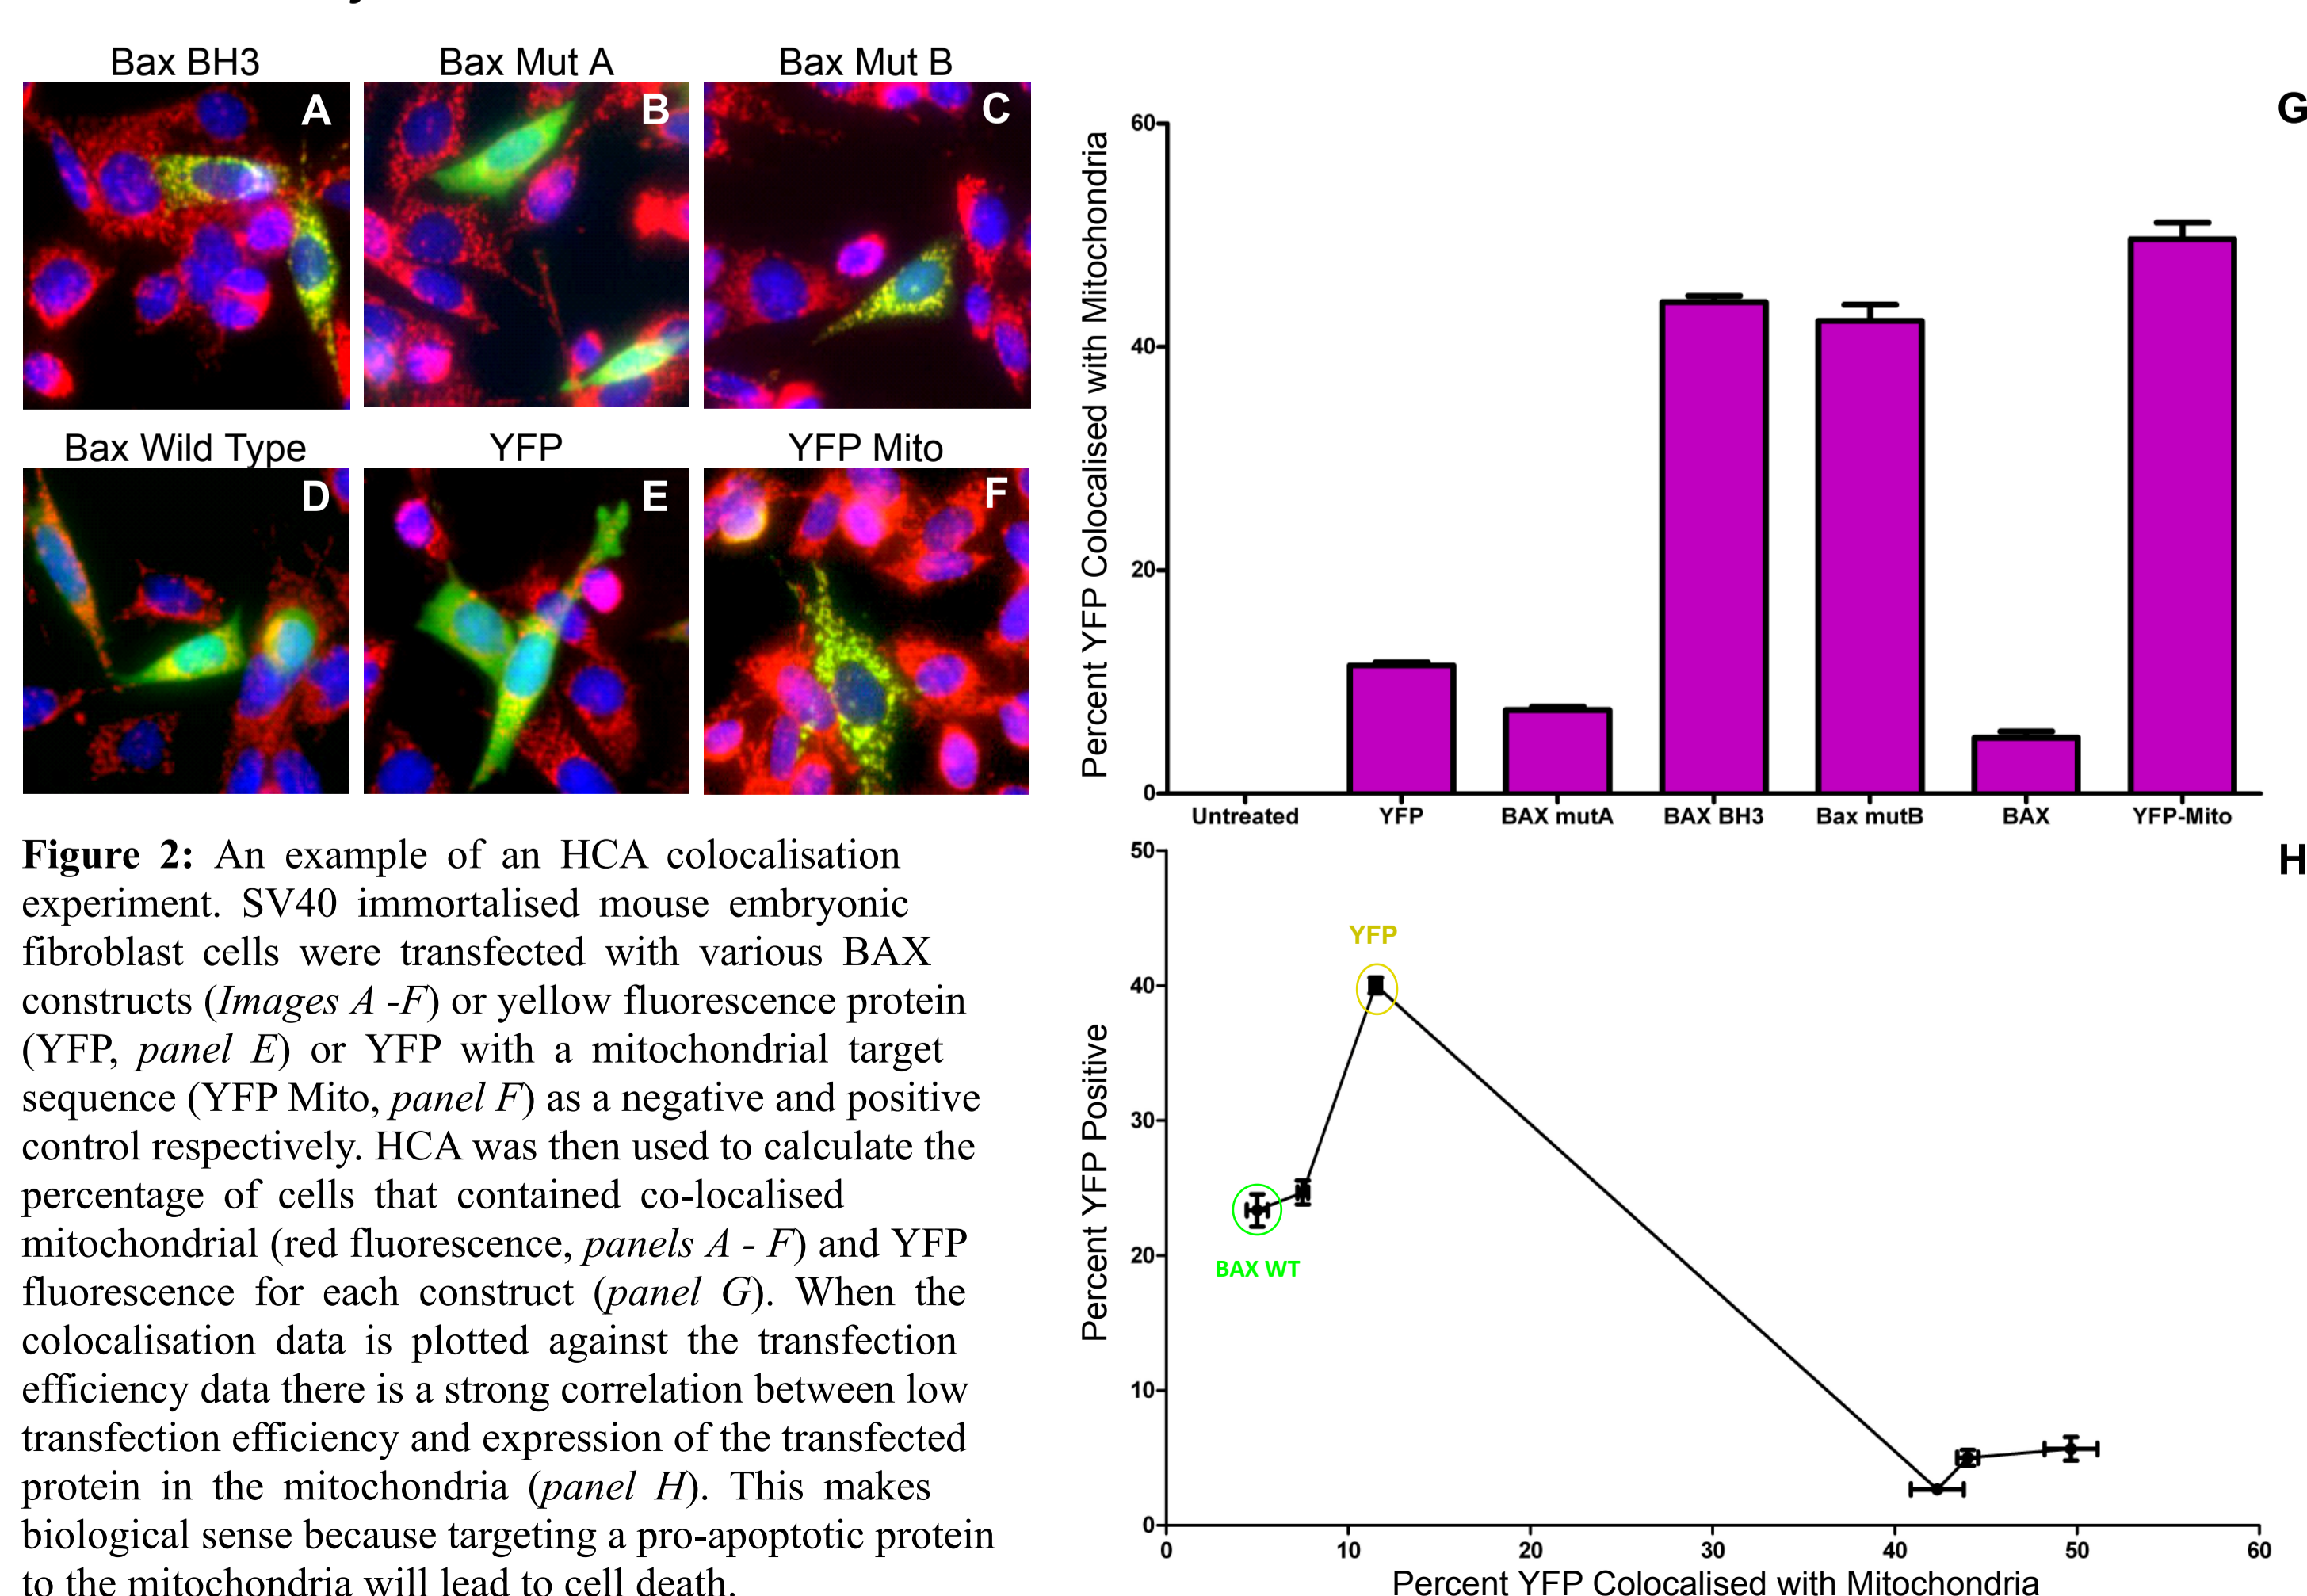 Bax BH3
Bax Mut A
Bax Mut B
A
B
C
Bax Wild Type
YFP
YFP Mito
D
E
F
Figure 2: An example of an HCA colocalisation
experiment. SV40 immortalised mouse embryonic
fibroblast cells were transfected with various BAX
constructs (Images A -F) or yellow fluorescence protein
(YFP, panel E) or YFP with a mitochondrial target
sequence (YFP Mito, panel F) as a negative and positive
control respectively. HCA was then used to calculate the
percentage of cells that contained co-localised
mitochondrial (red fluorescence, panels A - F) and YFP
fluorescence for each construct (panel G). When the
colocalisation data is plotted against the transfection
efficiency data there is a strong correlation between low
transfection efficiency and expression of the transfected
protein in the mitochondria (panel H). This makes
biological sense because targeting a pro-apoptotic protein
to the mitochondria will lead to cell death.
G
Percent YFP Colocalised with Mitochondria
60
40
20
0
Untreated
YFP
BAX mutA
BAX BH3
Bax mutB
BAX
YFP-Mito
H
Percent YFP Positive
50
40
30
20
10
0
YFP
BAX WT
0
10
20
30
40
50
60
Percent YFP Colocalised with Mitochondria